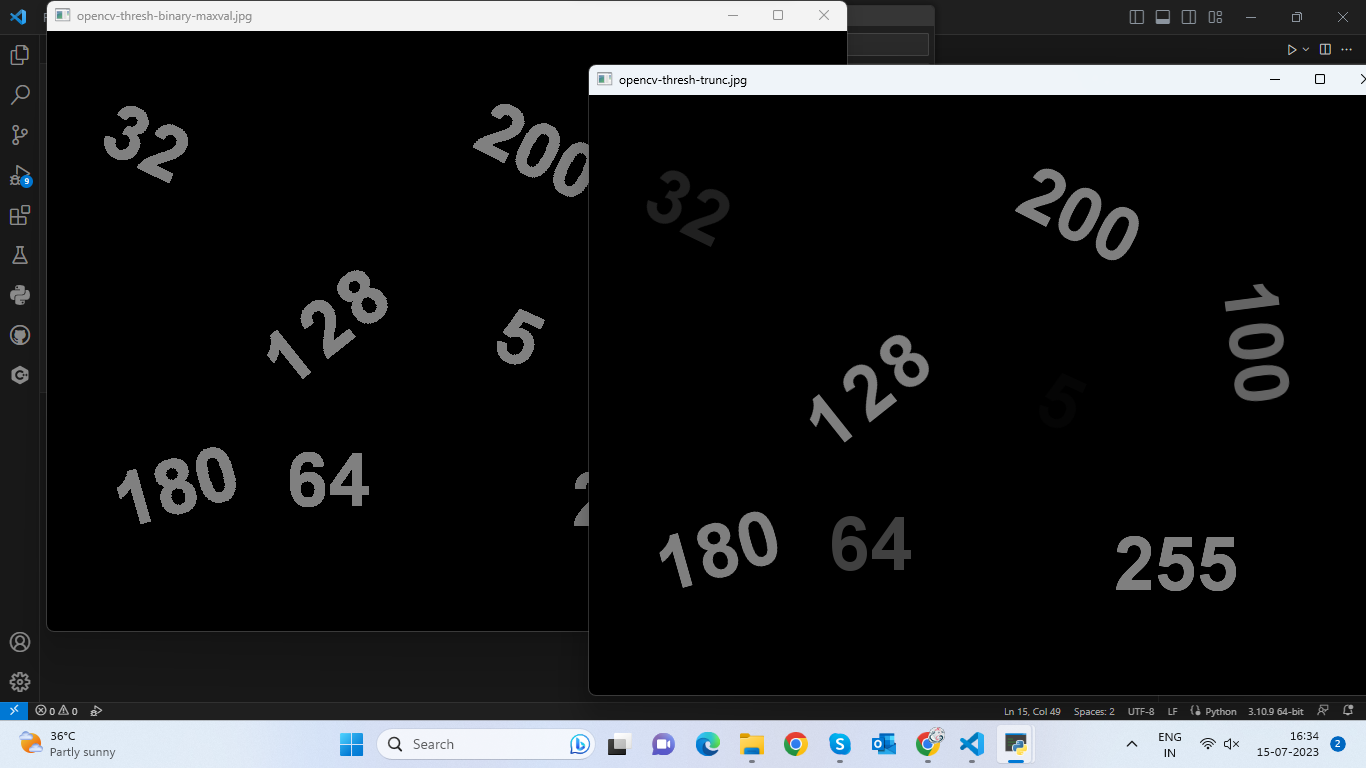 opencv-thresh-binary-maxval.jpg
32
200
128
5
180
64
opencv-thresh-trunc.jpg
32
200
100
128
5
180
64
255
9
0 0
Ln 15, Col 49
Spaces: 2
UTF-8
LF
Python
3.10.9 64-bit
36°C
Partly sunny
Search
ENG
IN
16:34
15-07-2023
2